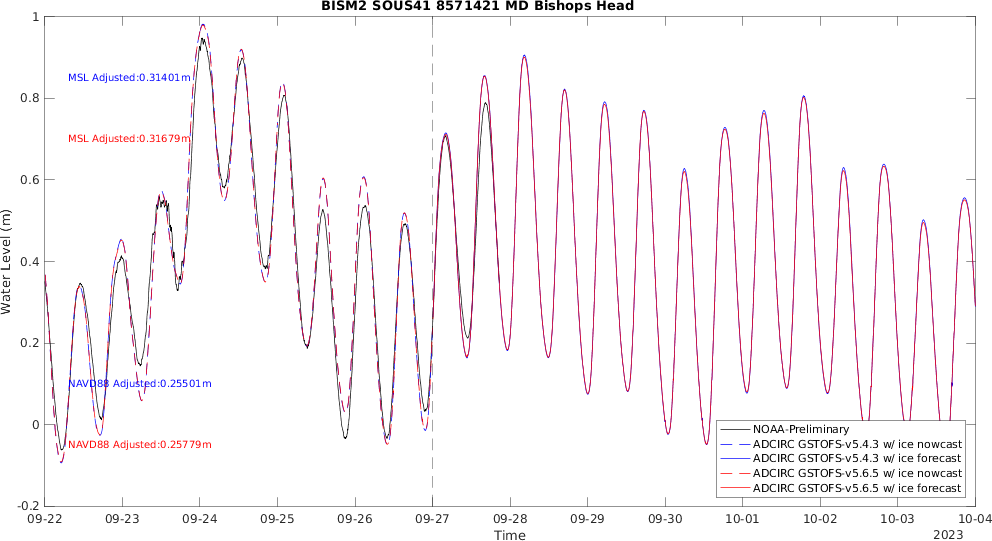 BISM2 SOUS41 8571421 MD Bishops Head
1
0.8
0.6
0.4
0.2
0
-0.2
Water Level (m)
MSL Adjusted:0.31401m
MSL Adjusted:0.31679m
NAVD88 Adjusted:0.25501m
NAVD88 Adjusted:0.25779m
NOAA-Preliminary
ADCIRC GSTOFS-v5.4.3 w/ ice nowcast
ADCIRC GSTOFS-v5.4.3 w/ ice forecast
ADCIRC GSTOFS-v5.6.5 w/ ice nowcast
ADCIRC GSTOFS-v5.6.5 w/ ice forecast
09-22 09-23 09-24 09-25 09-26 09-27 09-28 09-29 09-30 10-01 10-02 10-03 10-04
Time
2023